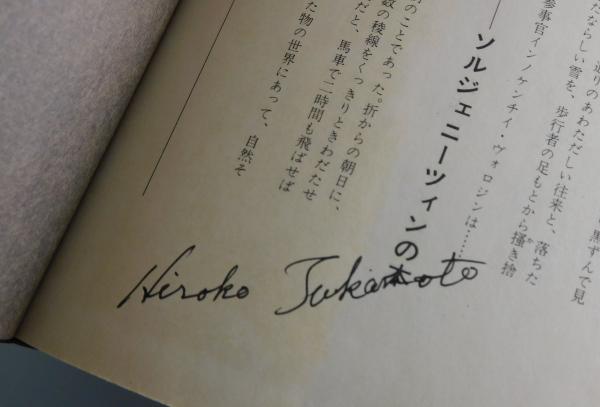 黒ずんで見
通りのあわただしい往来と、落ちた
だならしい雪を、歩行者の足もとから掻き捨
参事官インノケンチイ・ヴォロジンは……
ソルジェニーツィンの本
のことであった。折からの朝日に、
数の稜線をくっきりときわだたせ
だと、馬車で二時間も飛ばせば
た物の世界にあって、自然そ
Hiroko Tukamoto